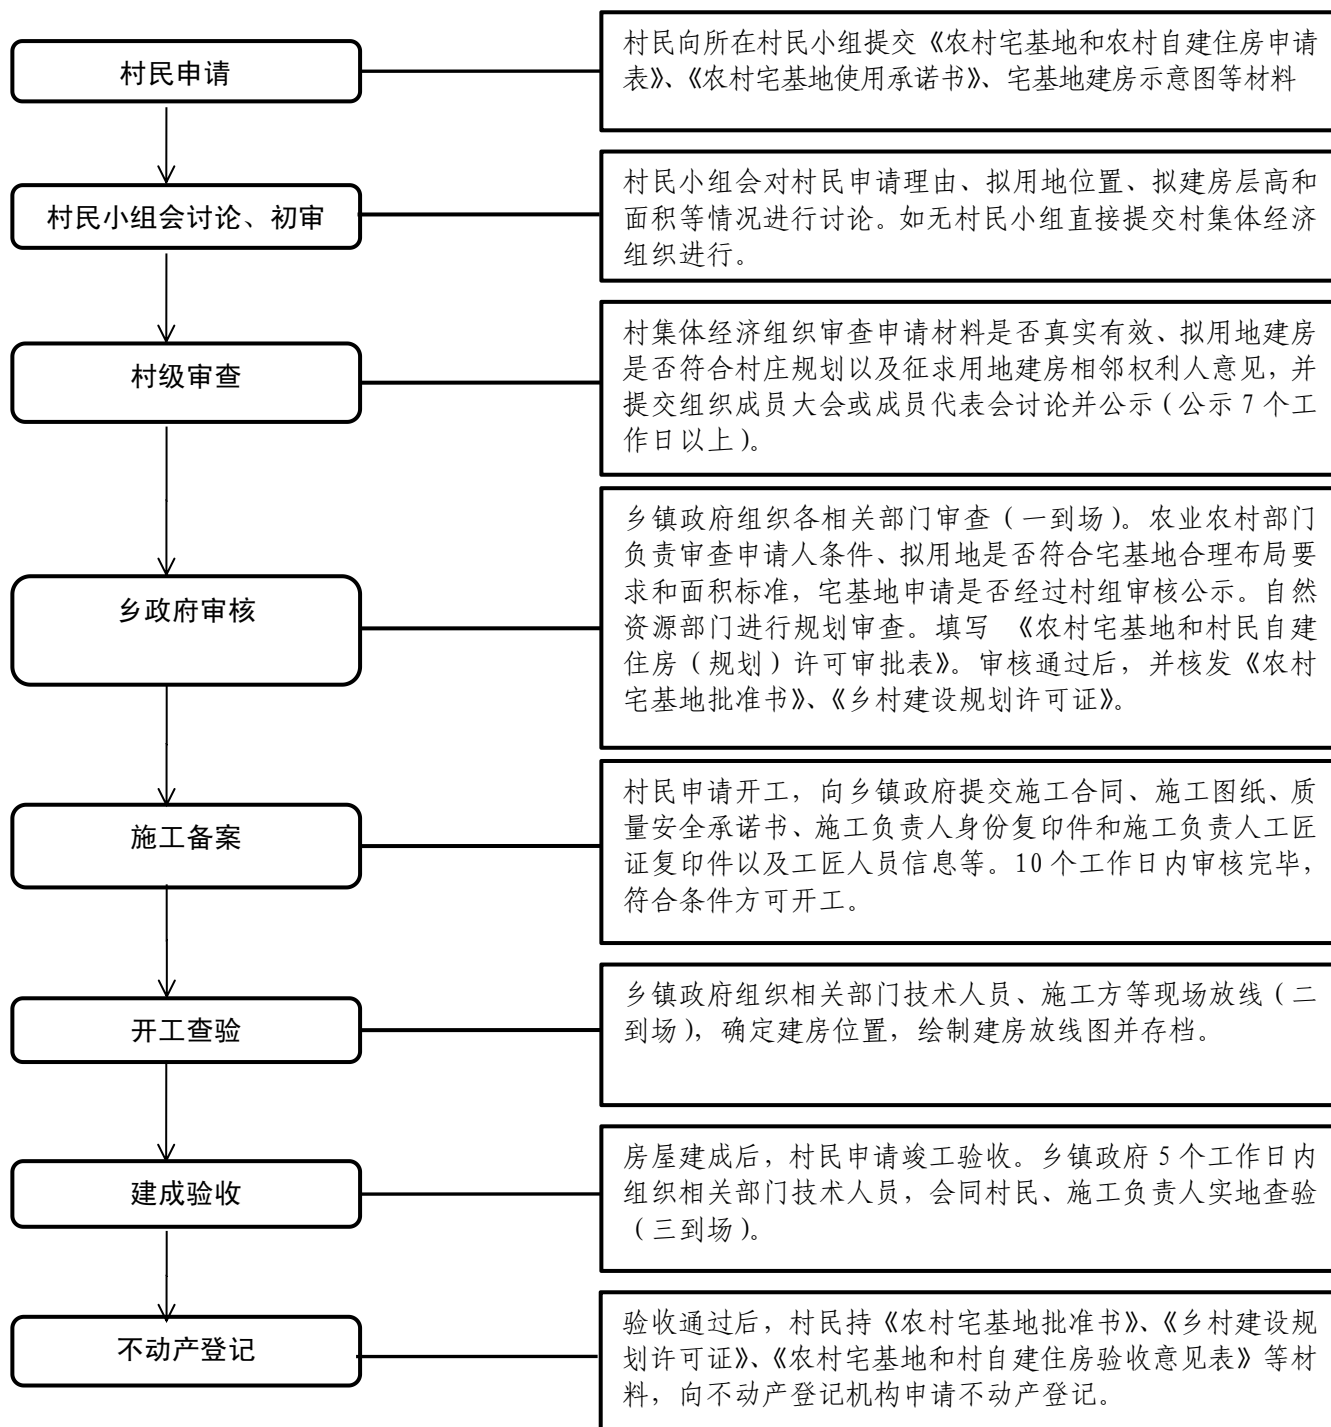 村民申请
村民向所在村民小组提交《农村宅基地和农村自建住房申请
表》、《农村宅基地使用承诺书》、宅基地建房示意图等材料
村民小组会讨论、初审
村民小组会对村民申请理由、拟用地位置、拟建房层高和
面积等情况进行讨论。如无村民小组直接提交村集体经济
组织进行。
村级审查
村集体经济组织审查申请材料是否真实有效、拟用地建房
是否符合村庄规划以及征求用地建房相邻权利人意见，并
提交组织成员大会或成员代表会讨论并公示（公示 7 个工
作日以上）。
乡政府审核
乡镇政府组织各相关部门审查（一到场）。农业农村部门
负责审查申请人条件、拟用地是否符合宅基地合理布局要
求和面积标准，宅基地申请是否经过村组审核公示。自然
资源部门进行规划审查。填写 《农村宅基地和村民自建
住房（规划）许可审批表》。审核通过后，并核发《农村
宅基地批准书》、《乡村建设规划许可证》。
施工备案
村民申请开工，向乡镇政府提交施工合同、施工图纸、质
量安全承诺书、施工负责人身份复印件和施工负责人工匠
证复印件以及工匠人员信息等。10 个工作日内审核完毕，
符合条件方可开工。
开工查验
乡镇政府组织相关部门技术人员、施工方等现场放线（二
到场），确定建房位置，绘制建房放线图并存档。
建成验收
房屋建成后，村民申请竣工验收。乡镇政府 5 个工作日内
组织相关部门技术人员，会同村民、施工负责人实地查验
（三到场）。
不动产登记
验收通过后，村民持《农村宅基地批准书》、《乡村建设规
划许可证》、《农村宅基地和村自建住房验收意见表》等材
料，向不动产登记机构申请不动产登记。